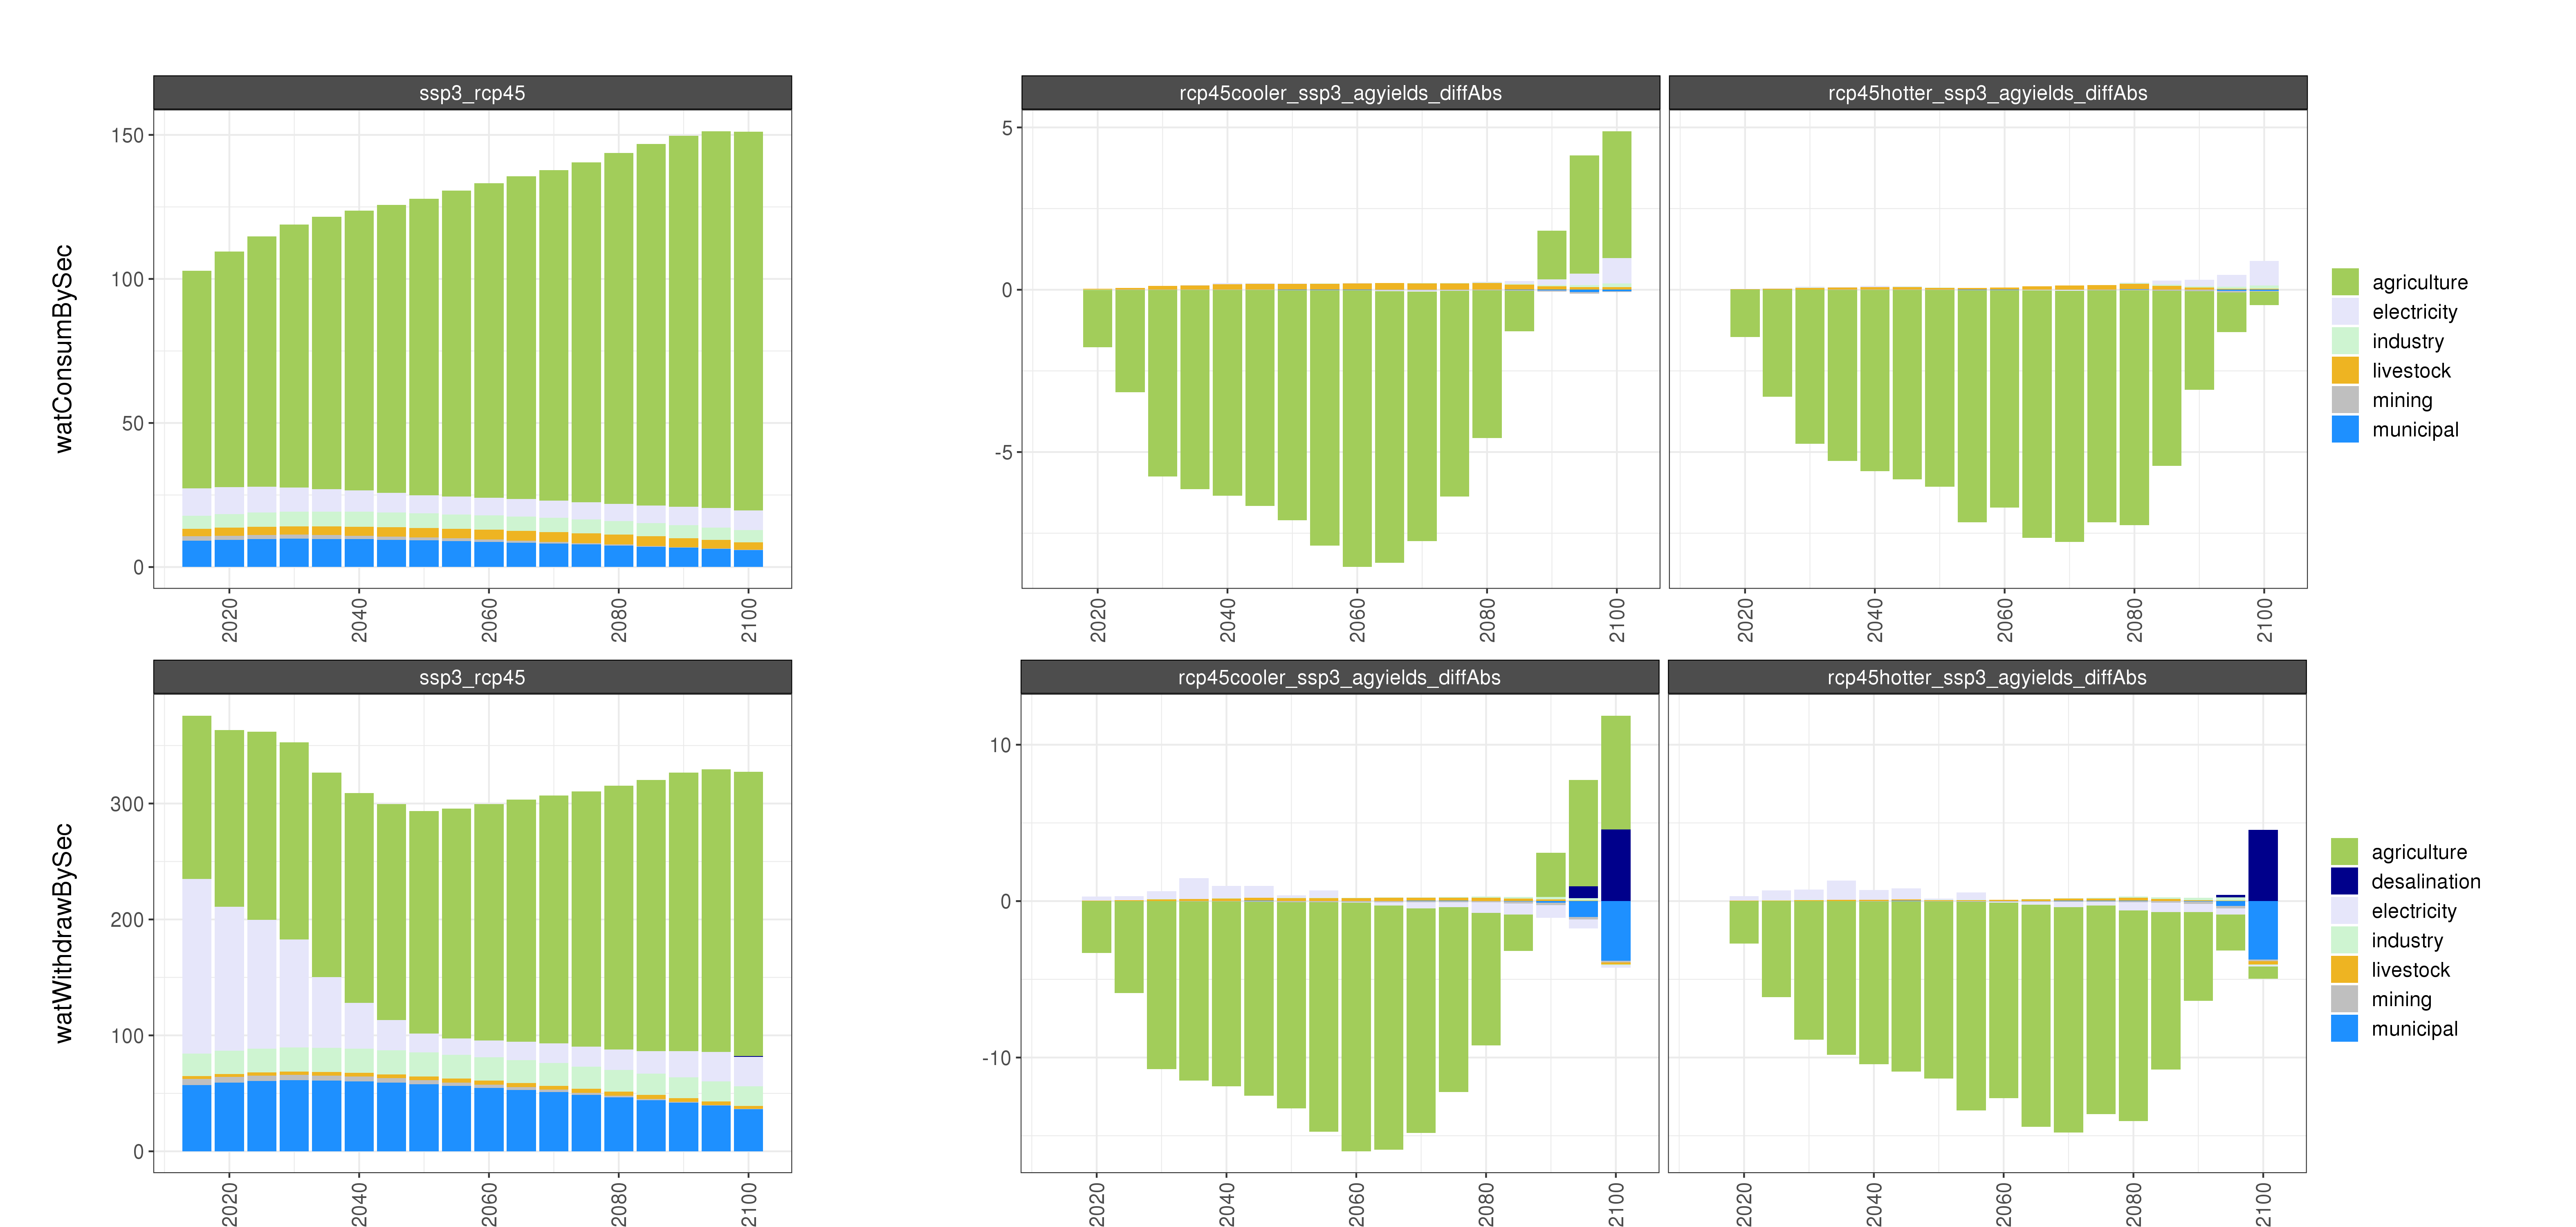 ssp3_rcp45
rcp45cooler_ssp3_agyields_diffAbs
rcp45hotter_ssp3_agyields_diffAbs
watConsumBySec
150
100
50
0
5
0
-5
2020
2040
2060
2080
2100
2020
2040
2060
2080
2100
2020
2040
2060
2080
2100
agriculture
electricity
industry
livestock
mining
municipal
ssp3_rcp45
rcp45cooler_ssp3_agyields_diffAbs
rcp45hotter_ssp3_agyields_diffAbs
watWithdrawBySec
300
200
100
0
10
0
-10
2020
2040
2060
2080
2100
2020
2040
2060
2080
2100
2020
2040
2060
2080
2100
agriculture
desalination
electricity
industry
livestock
mining
municipal